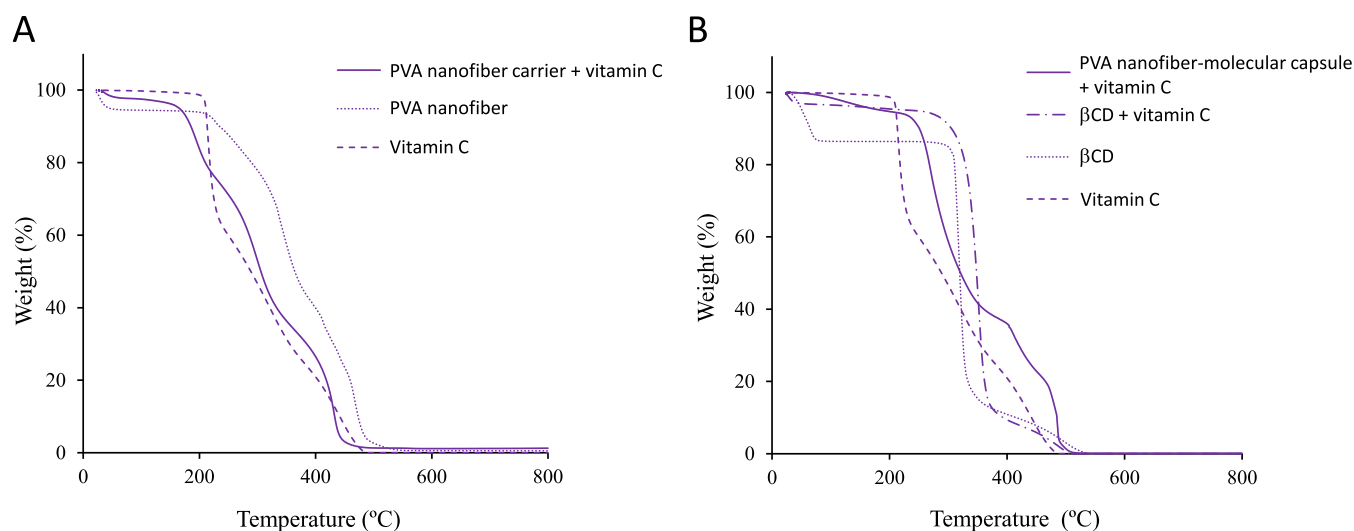 A
PVA nanofiber carrier + vitamin C
PVA nanofiber
Vitamin C
100
80
60
40
20
0
Weight (%)
0
200
400
600
800
Temperature (ºC)
B
PVA nanofiber-molecular capsule
+ vitamin C
βCD + vitamin C
βCD
Vitamin C
100
80
60
40
20
0
Weight (%)
0
200
400
600
800
Temperature (ºC)